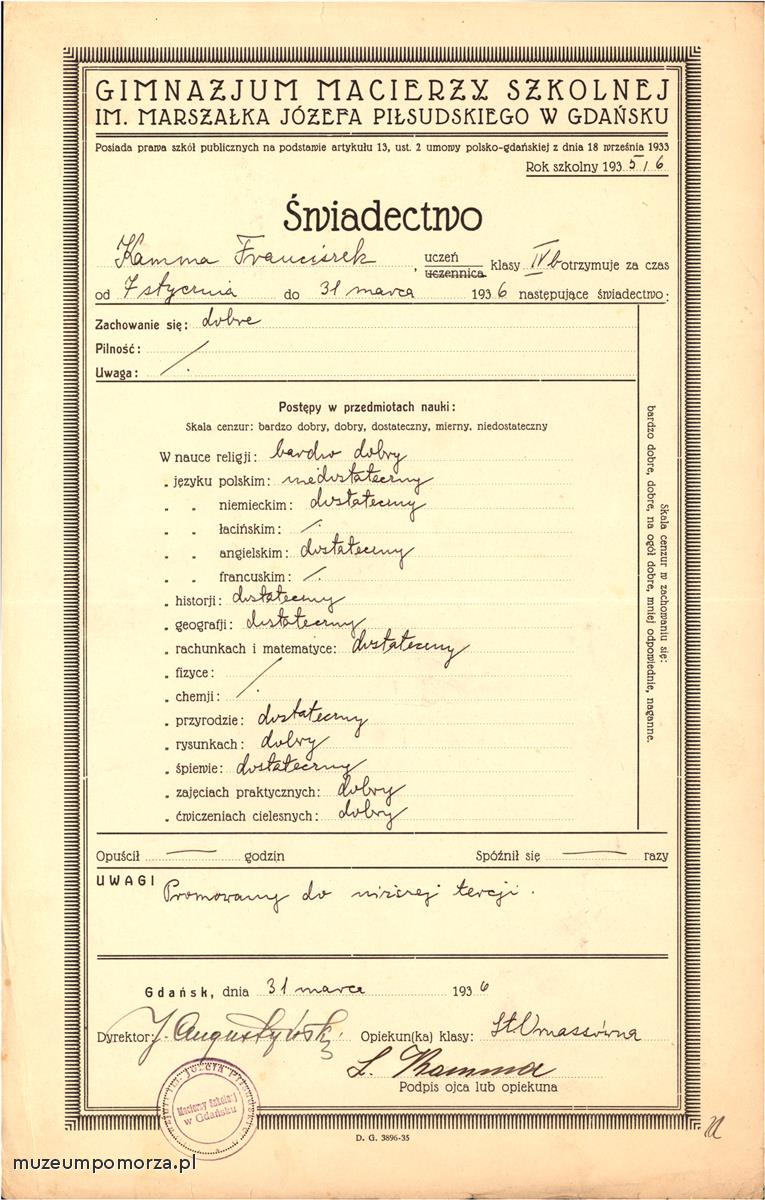 GIMNAZJUM MACIERZY SZKOLNEJ
IM. MARSZAŁKA JÓZEFA PIŁSUDSKIEGO W GDAŃSKU
Posiada prawa szkół publicznych na podstawie artykułu 13, ust. 2 umowy polsko-gdańskiej z dnia 18 września 1933
Rok szkolny 1935/6
Świadectwo
Kamma Franciszek, uczeń uczennica klasy IVb otrzymuje za czas
od 7 stycznia do 31 marca 1936 następujące świadectwo:
Zachowanie się: dobre
Pilność:
Uwaga: /.
Postępy w przedmiotach nauki:
Skala cenzur: bardzo dobry, dobry, dostateczny, mierny, niedostateczny
W nauce religji: bardzo dobry
„ języku polskim: niedostateczny
„ „ niemieckim: dostateczny
„ „ łacińskim: /.
„ „ angielskim: dostateczny
„ „ francuskim: /.
„ historji: dostateczny
„ geografji: dostateczny
„ rachunkach i matematyce: dostateczny
„ fizyce:
„ chemji: /.
„ przyrodzie: dostateczny
„ rysunkach: dobry
„ śpiewie: dostateczny
„ zajęciach praktycznych: dobry
„ ćwiczeniach cielesnych: dobry
Skala cenzur w zachowaniu się:
bardzo dobre, dobre, na ogół dobre, mniej odpowiednie, naganne.
Opuścił — godzin Spóźnił się — razy
UWAGI Promowany do niższej tercji.
Gdańsk, dnia 31 marca 1936
Dyrektor: J. Augustyński Opiekun(ka) klasy:
L. Kamma
Podpis ojca lub opiekuna
Macierzy Szkolnej
w Gdańsku
D. G. 3896-35
muzeumpomorza.pl